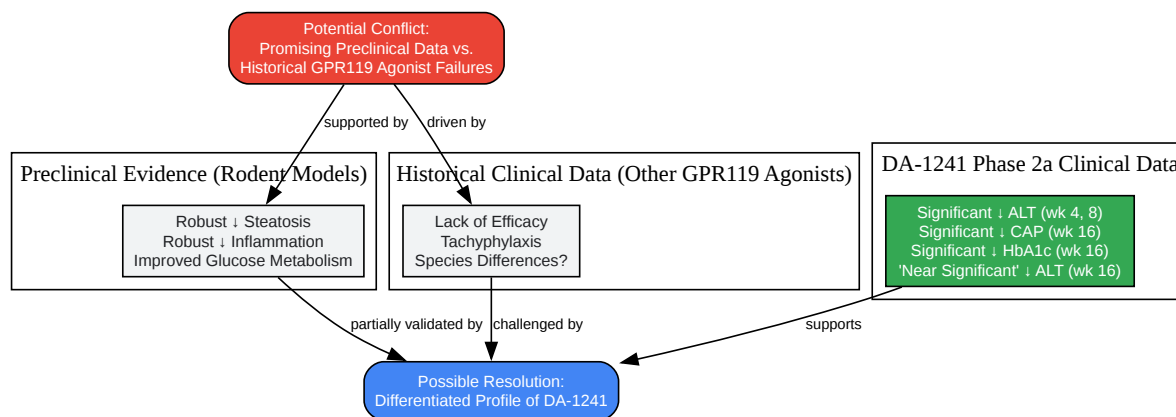 Potential Conflict:
Promising Preclinical Data vs.
Historical GPR119 Agonist Failures
supported by
driven by
Preclinical Evidence (Rodent Models)
Robust ↓ Steatosis
Robust ↓ Inflammation
Improved Glucose Metabolism
Historical Clinical Data (Other GPR119 Agonists)
Lack of Efficacy
Tachyphylaxis
Species Differences?
DA-1241 Phase 2a Clinical Data
Significant ↓ ALT (wk 4, 8)
Significant ↓ CAP (wk 16)
Significant ↓ HbA1c (wk 16)
'Near Significant' ↓ ALT (wk 16)
partially validated by
challenged by
supports
Possible Resolution:
Differentiated Profile of DA-1241